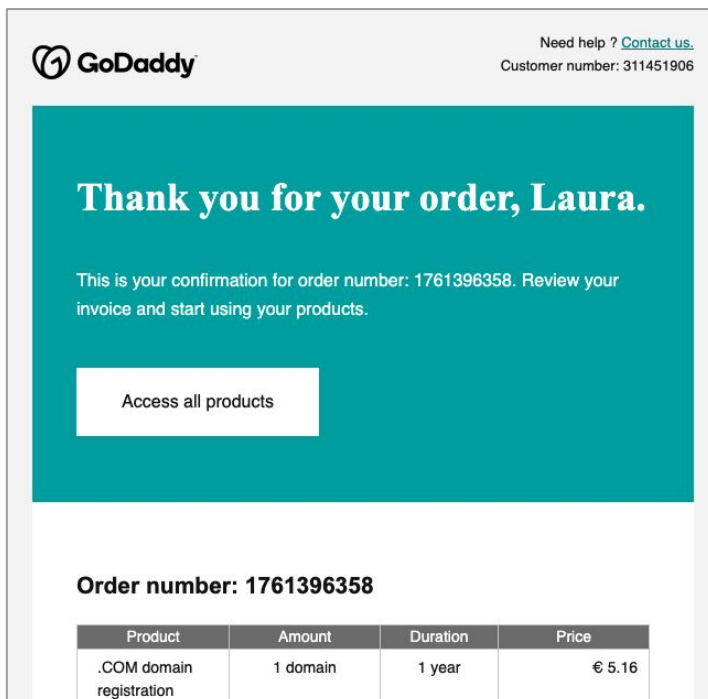 GoDaddy
Need help ? Contact us.
Customer number: 311451906
Thank you for your order, Laura.
This is your confirmation for order number: 1761396358. Review your
invoice and start using your products.
Access all products
Order number: 1761396358
Product Amount Duration Price
.COM domain 1 domain 1 year € 5.16
registration